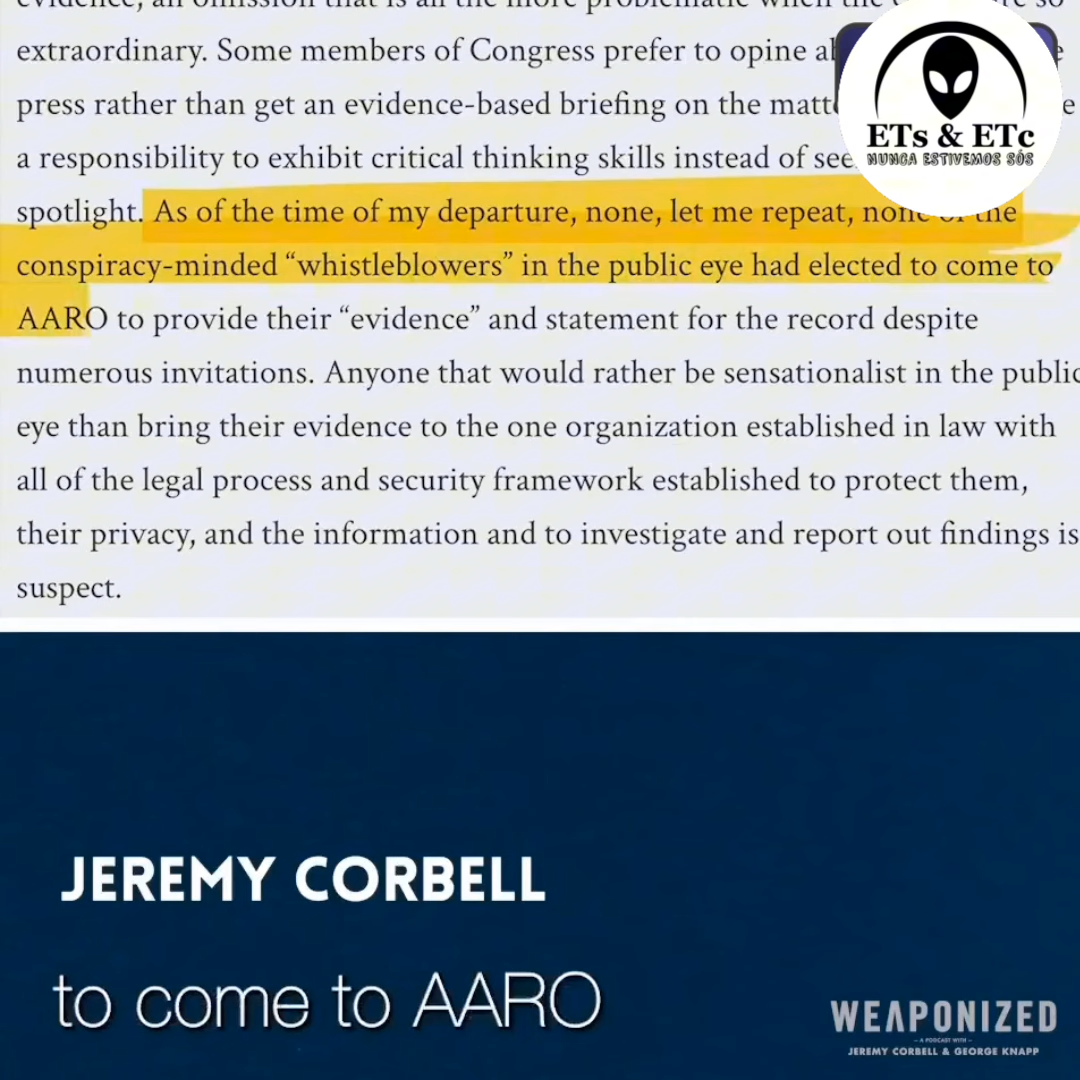 extraordinary. Some members of Congress prefer to opine
press rather than get an evidence-based briefing on the
a responsibility to exhibit critical thinking skills instead of
spotlight. As of the time of my departure, none, let me repeat, none of the
conspiracy-minded “whistleblowers” in the public eye had elected to come to
AARO to provide their “evidence” and statement for the record despite
numerous invitations. Anyone that would rather be sensationalist in the public
eye than bring their evidence to the one organization established in law with
all of the legal process and security framework established to protect them,
their privacy, and the information and to investigate and report out findings is
suspect.
ETs & ETc
NUNCA ESTIVEMOS SÓS
JEREMY CORBELL
to come to AARO
WEAPONIZED
— A PODCAST WITH —
JEREMY CORBELL & GEORGE KNAPP